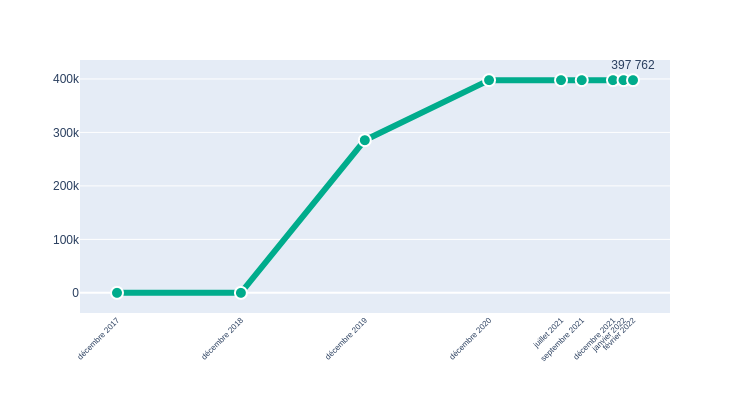 397 762
400k
300k
200k
100k
0
décembre 2017
décembre 2018
décembre 2019
décembre 2020
juillet 2021
septembre 2021
décembre 2021
janvier 2022
février 2022